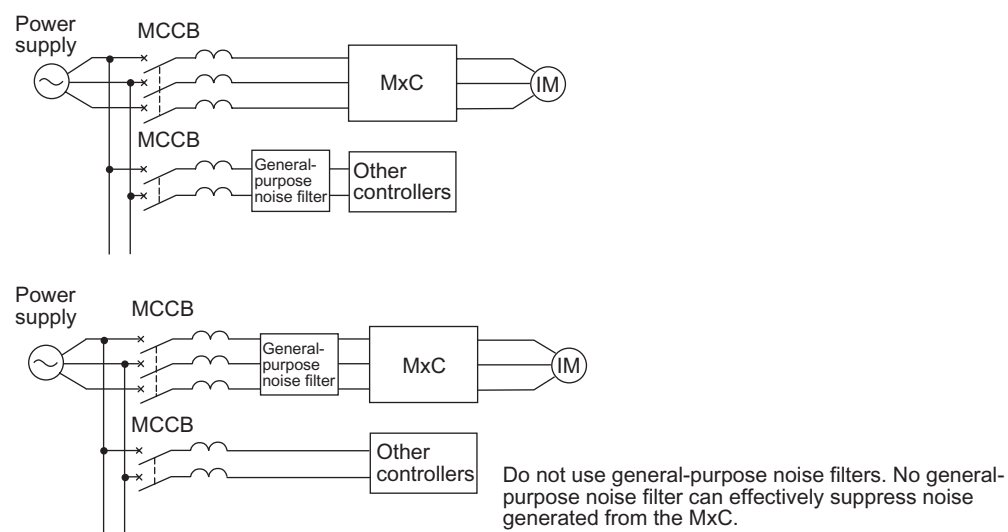 Power
supply
MCCB
MxC
IM
MCCB
General-
purpose
noise filter
Other
controllers
Power
supply
MCCB
General-
purpose
noise filter
MxC
IM
MCCB
Other
controllers
Do not use general-purpose noise filters. No general-
purpose noise filter can effectively suppress noise
generated from the MxC.